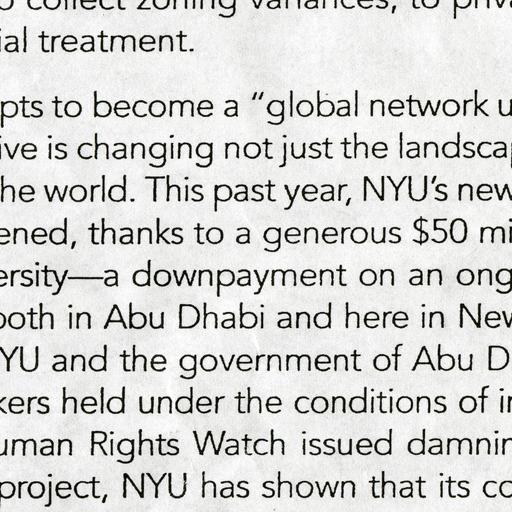 o collect zoning variances, to priv
ial treatment.
pts to become a “global network u
ive is changing not just the landsca
he world. This past year, NYU’s new
ened, thanks to a generous $50 mi
ersity—a downpayment on an ong
both in Abu Dhabi and here in New
YU and the government of Abu D
kers held under the conditions of i
uman Rights Watch issued damnin
project, NYU has shown that its co